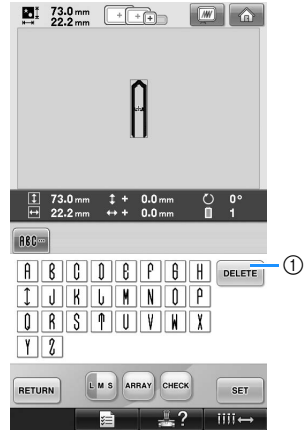 73.0 mm
22.2 mm
73.0 mm + 0.0 mm 0°
22.2 mm + 0.0 mm 1
ABC
A B C D E F G H DELETE 1
I J K L M N O P
Q R S T U V W X
Y Z
RETURN L M S ARRAY CHECK SET
?